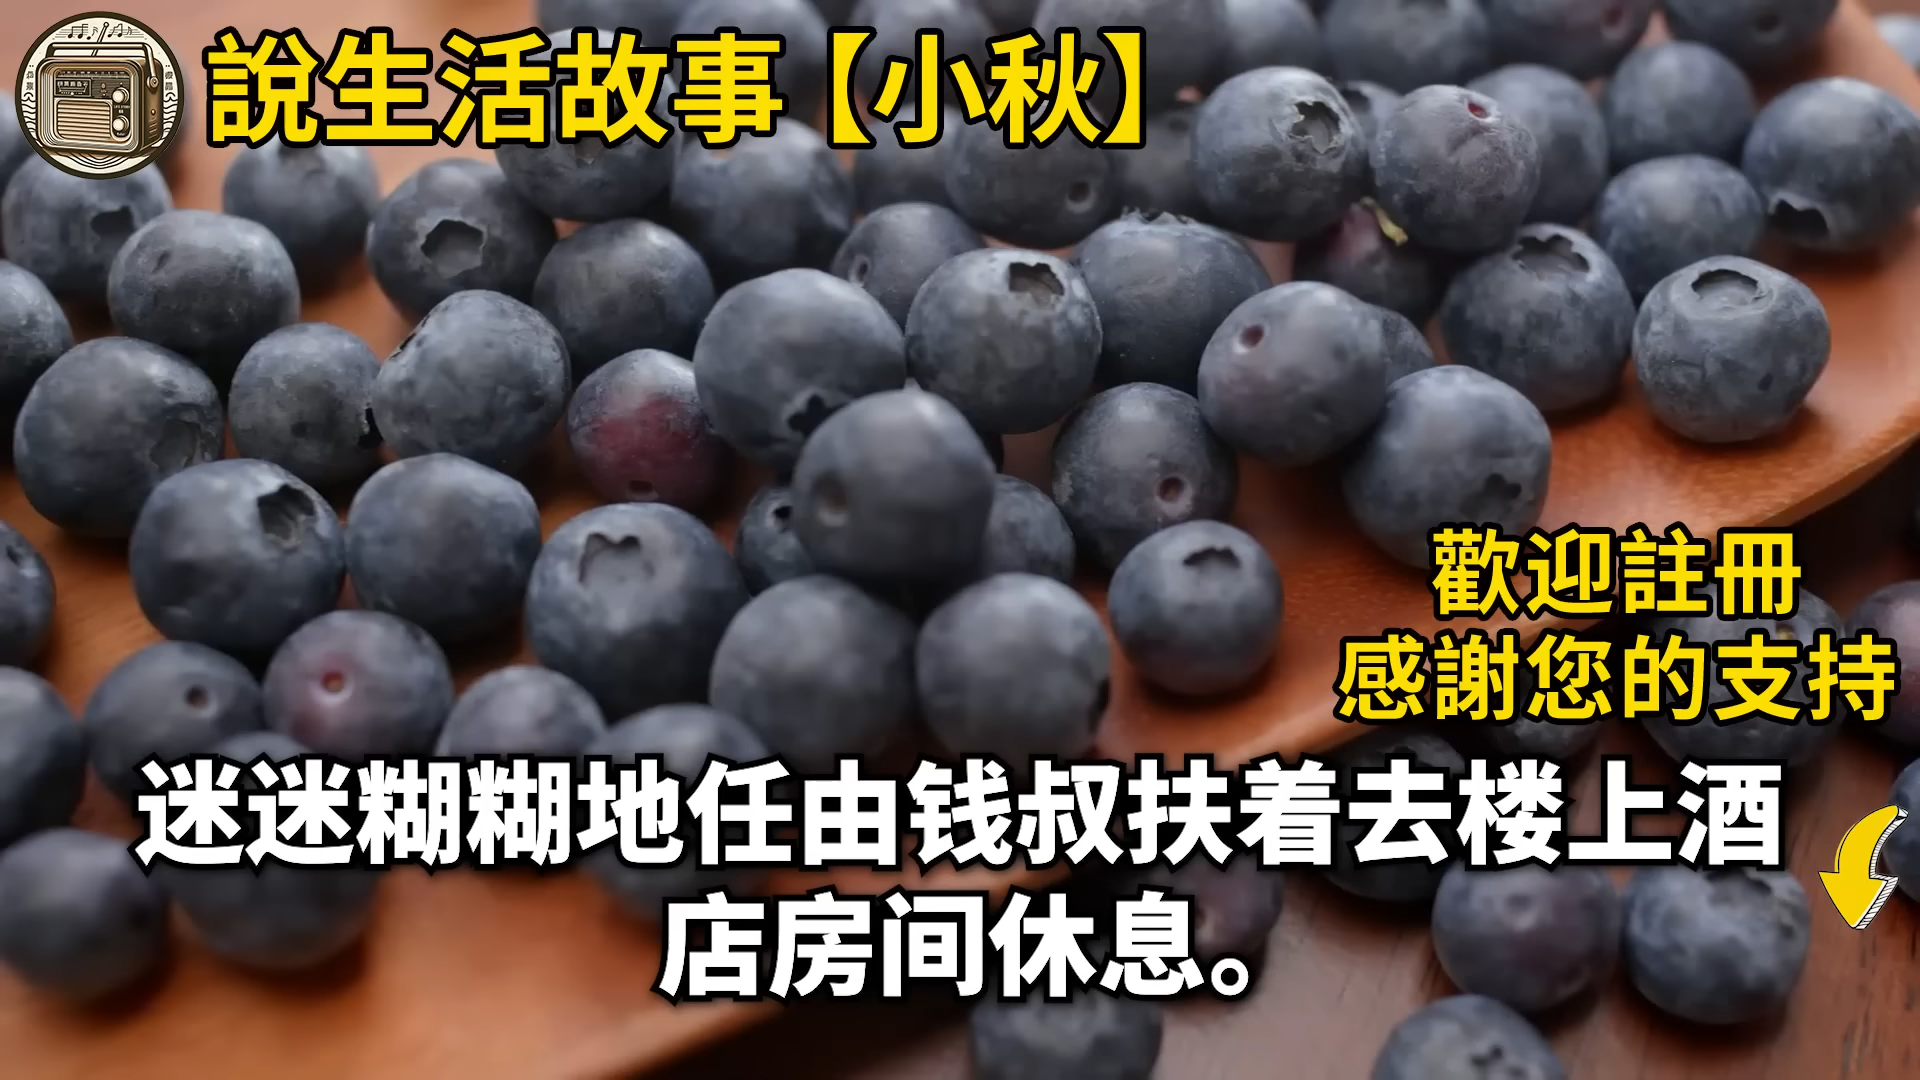 說生活故事【小秋】
歡迎註冊
感謝您的支持
迷迷糊糊地任由钱叔扶着去楼上酒
店房间休息。